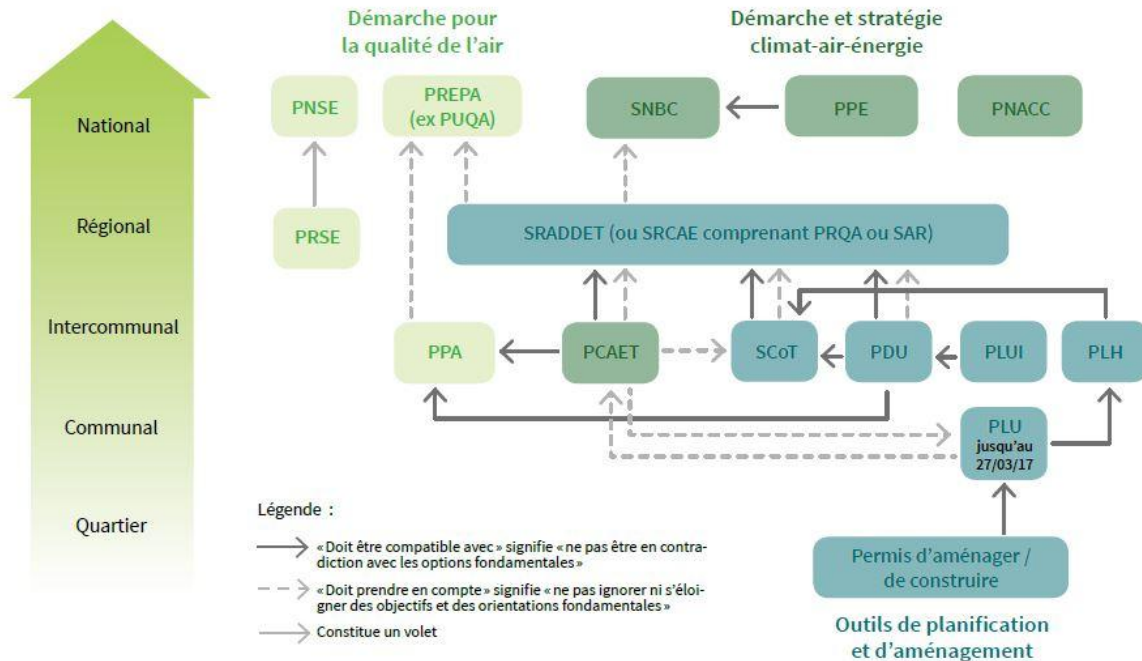 Démarche pour
la qualité de l'air
Démarche et stratégie
climat-air-énergie
National
PNSE
PREPA
(ex PUQA)
SNBC
PPE
PNACC
Régional
PRSE
SRADDET (ou SRCAE comprenant PRQA ou SAR)
Intercommunal
PPA
PCAET
SCoT
PDU
PLUI
PLH
Communal
PLU
jusqu'au
27/03/17
Quartier
Légende :
« Doit être compatible avec » signifie « ne pas être en contra-
diction avec les options fondamentales »
« Doit prendre en compte » signifie « ne pas ignorer ni s'éloi-
gner des objectifs et des orientations fondamentales »
Constitue un volet
Permis d'aménager /
de construire
Outils de planification
et d'aménagement